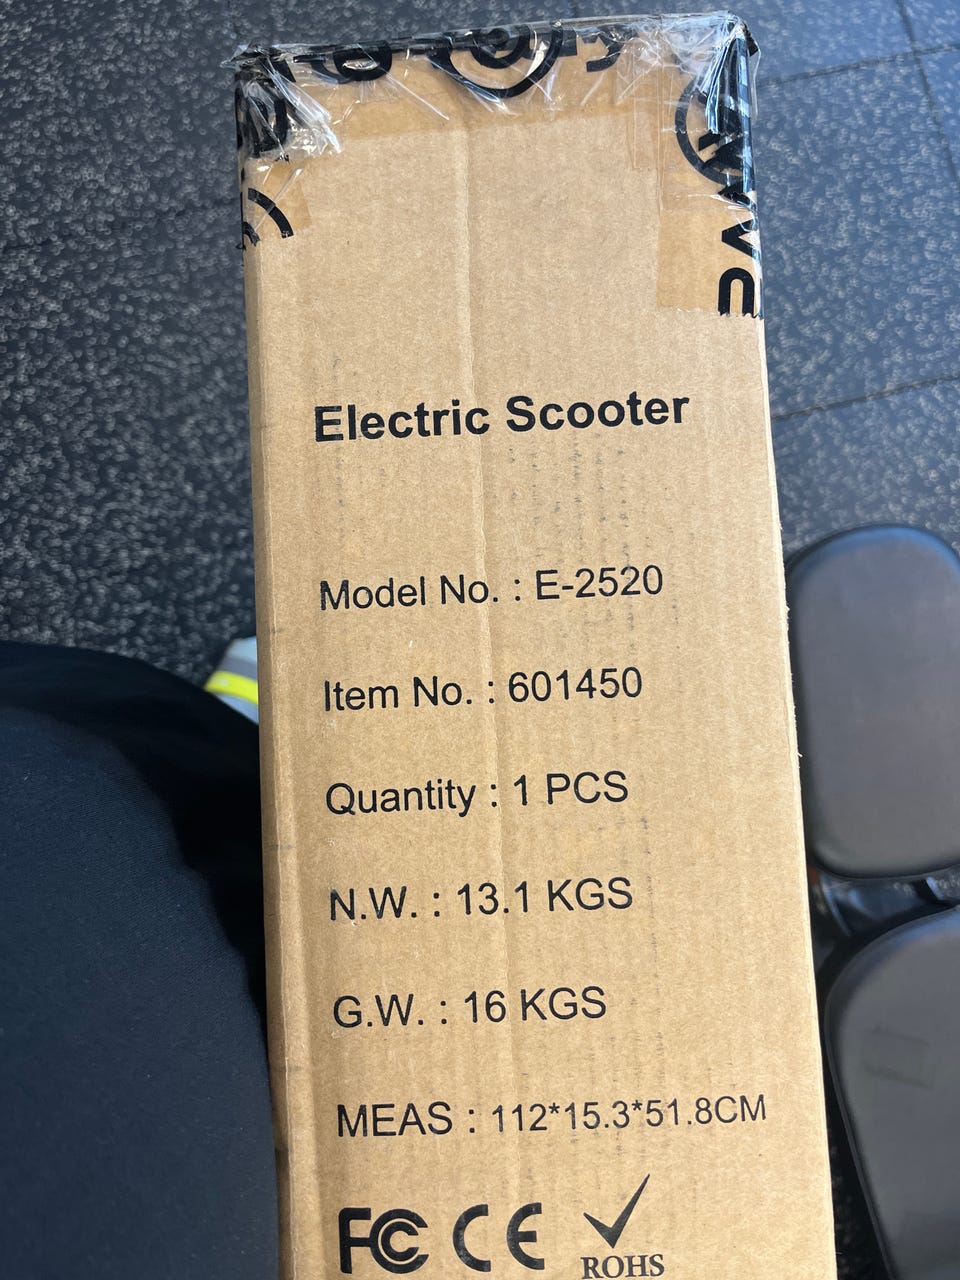 Electric Scooter
Model No. : E-2520
Item No. : 601450
Quantity : 1 PCS
N.W. : 13.1 KGS
G.W. : 16 KGS
MEAS : 112*15.3*51.8CM
FC CE
ROHS